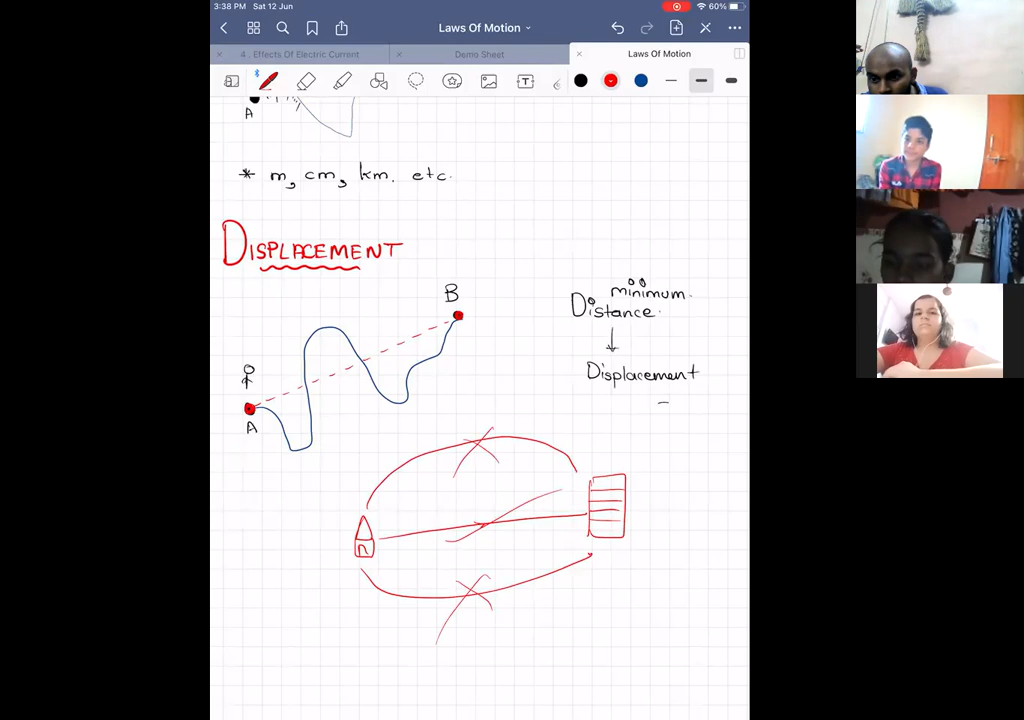 3:38 PM Sat 12 Jun
60%
Laws Of Motion
4 . Effects Of Electric Current
Demo Sheet
Laws Of Motion
T
A
* m, cm, km. etc.
DISPLACEMENT
B
A
minimum.
Distance.
Displacement